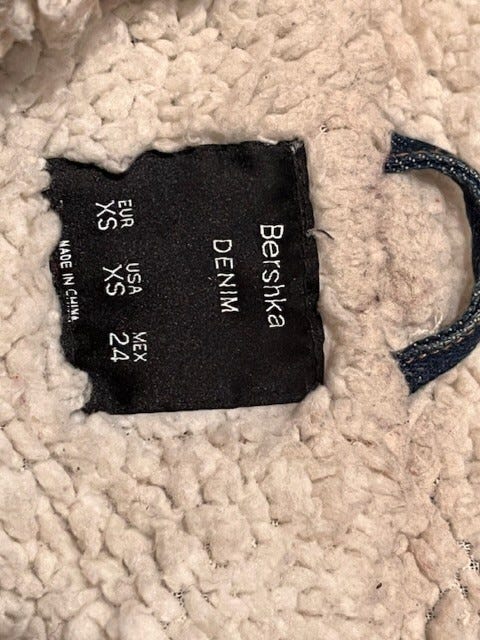 Bershka
DENIM
EUR USA MEX
XS XS 24
MADE IN CHINA